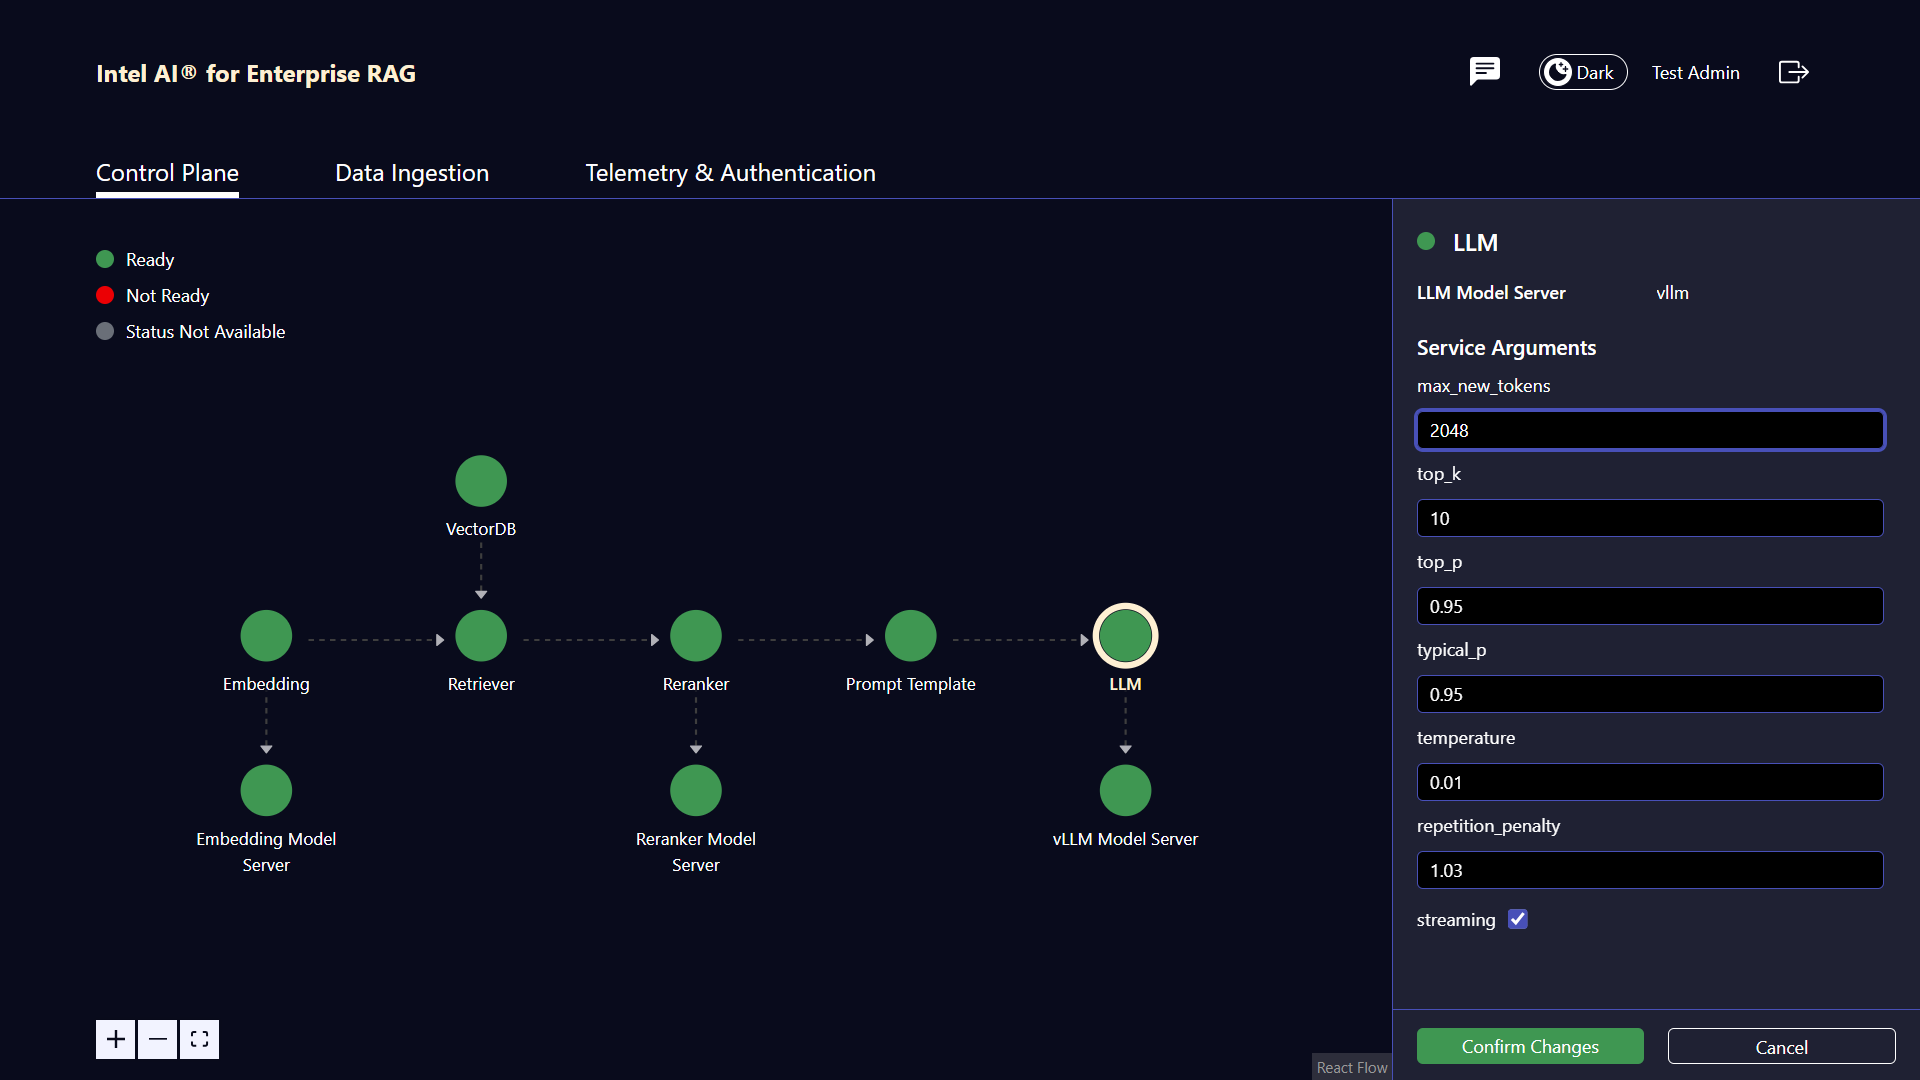 Intel AI® for Enterprise RAG
Dark
Test Admin
Control Plane
Data Ingestion
Telemetry & Authentication
Ready
Not Ready
Status Not Available
VectorDB
Embedding
Retriever
Reranker
Prompt Template
LLM
Embedding Model
Server
Reranker Model
Server
vLLM Model Server
React Flow
LLM
LLM Model Server vllm
Service Arguments
max_new_tokens
2048
top_k
10
top_p
0.95
typical_p
0.95
temperature
0.01
repetition_penalty
1.03
streaming
Confirm Changes
Cancel